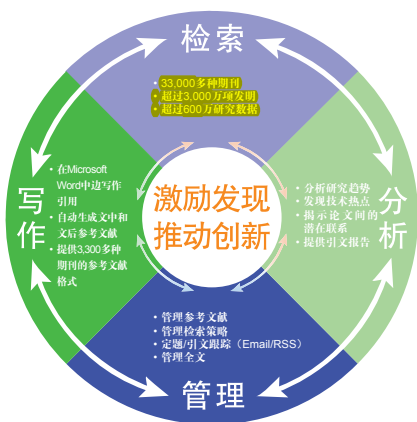 检索
• 33,000多种期刊
• 超过3,000万项发明
• 超过600万研究数据
写作
• 在Microsoft
Word中边写作
引用
• 自动生成文中和
文后参考文献
• 提供3,300多种
期刊的参考文献
格式
激励发现
推动创新
• 分析研究趋势
• 发现技术热点
• 揭示论文间的
潜在联系
• 提供引文报告
分析
• 管理参考文献
• 管理检索策略
• 定题/引文跟踪（Email/RSS）
• 管理全文
管理